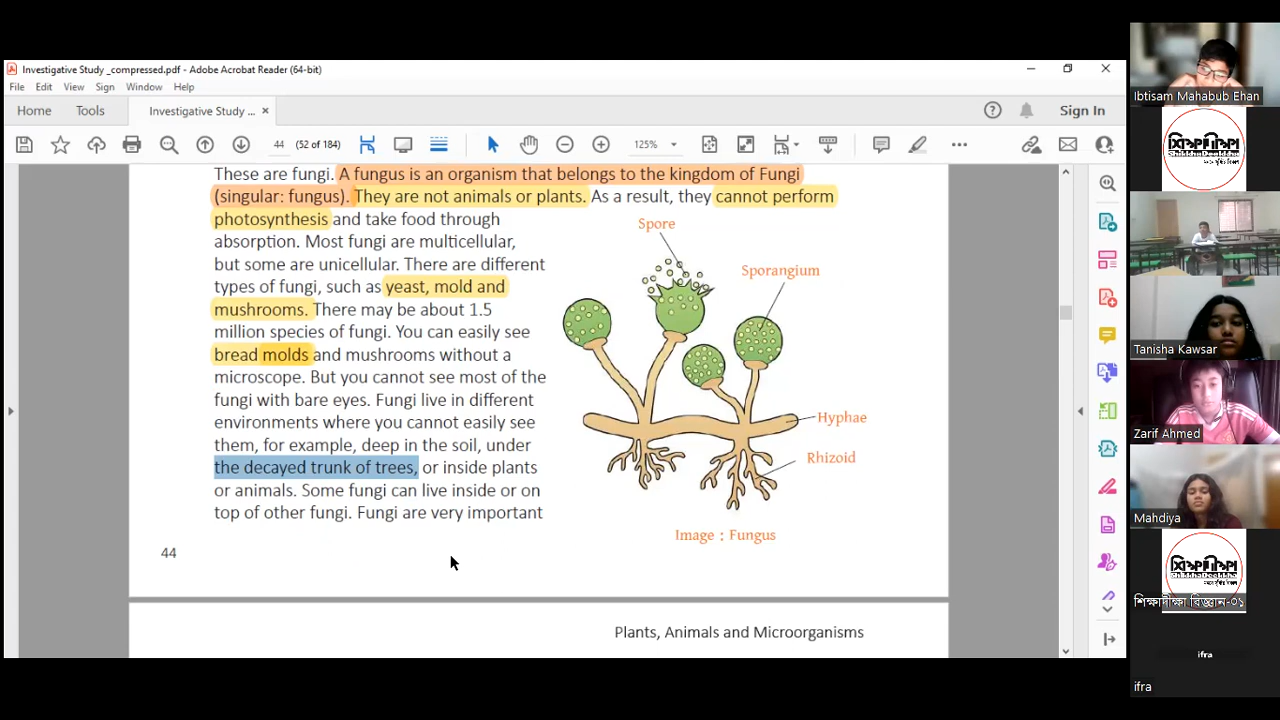 Investigative Study _compressed.pdf - Adobe Acrobat Reader (64-bit)
File Edit View Sign Window Help
Home Tools Investigative Study ... × Sign In
44 (52 of 184) 125%
These are fungi. A fungus is an organism that belongs to the kingdom of Fungi
(singular: fungus). They are not animals or plants. As a result, they cannot perform
photosynthesis and take food through
absorption. Most fungi are multicellular,
but some are unicellular. There are different
types of fungi, such as yeast, mold and
mushrooms. There may be about 1.5
million species of fungi. You can easily see
bread molds and mushrooms without a
microscope. But you cannot see most of the
fungi with bare eyes. Fungi live in different
environments where you cannot easily see
them, for example, deep in the soil, under
the decayed trunk of trees, or inside plants
or animals. Some fungi can live inside or on
top of other fungi. Fungi are very important
Spore
Sporangium
Hyphae
Rhizoid
Image : Fungus
44
Plants, Animals and Microorganisms
Ibtisam Mahabub Ehan
শিক্ষাদীক্ষা
ShikkhaDeekkha
Tanisha Kawsar
Zarif Ahmed
Mahdiya
শিক্ষাদীক্ষা
শিক্ষাদীক্ষা বিজ্ঞান-০১
ifra
ifra